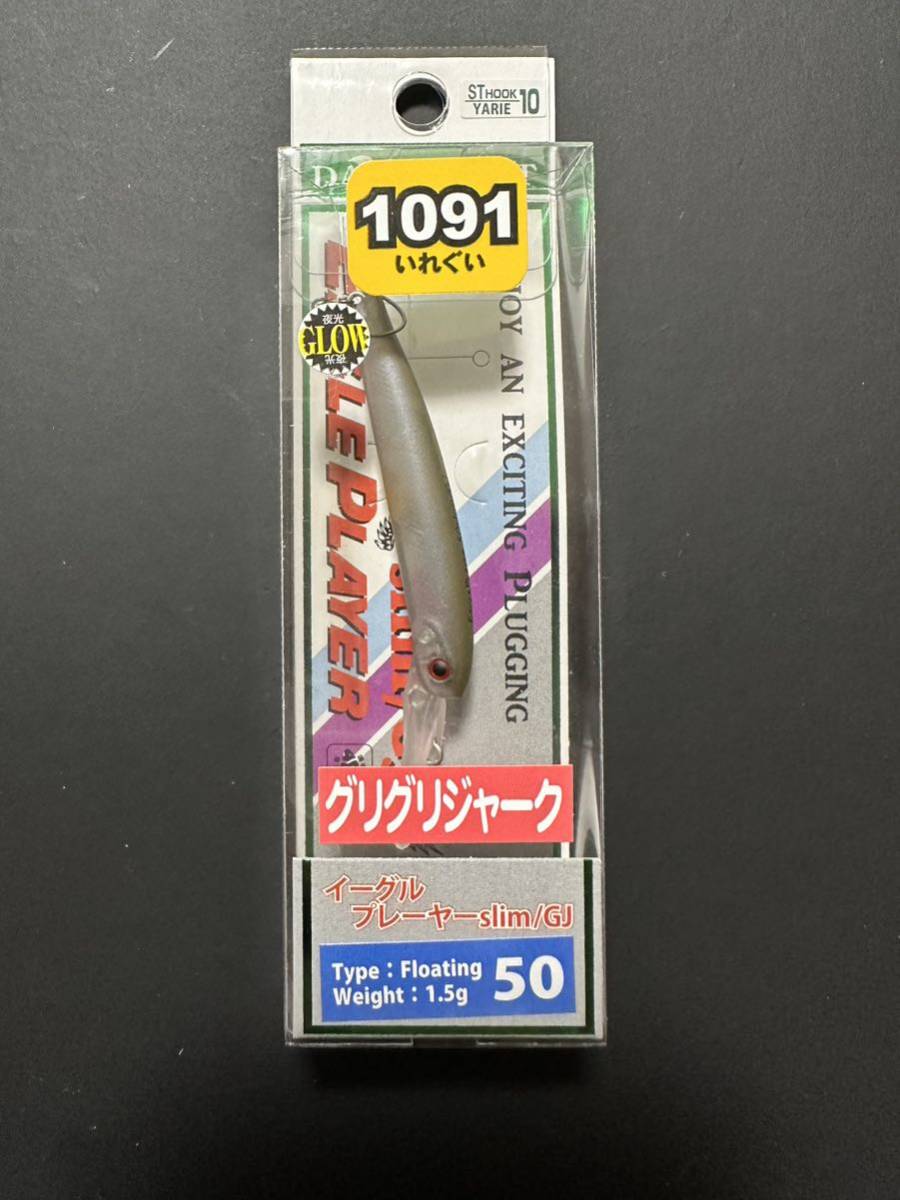 ST HOOK 10
YARIE
1091
いれぐい
夜光
GLOW
夜光
AN EXCITING PLUGGING
PLAYER
グリグリジャーク
イーグル
プレーヤーslim/GJ
Type : Floating
Weight : 1.5g
50